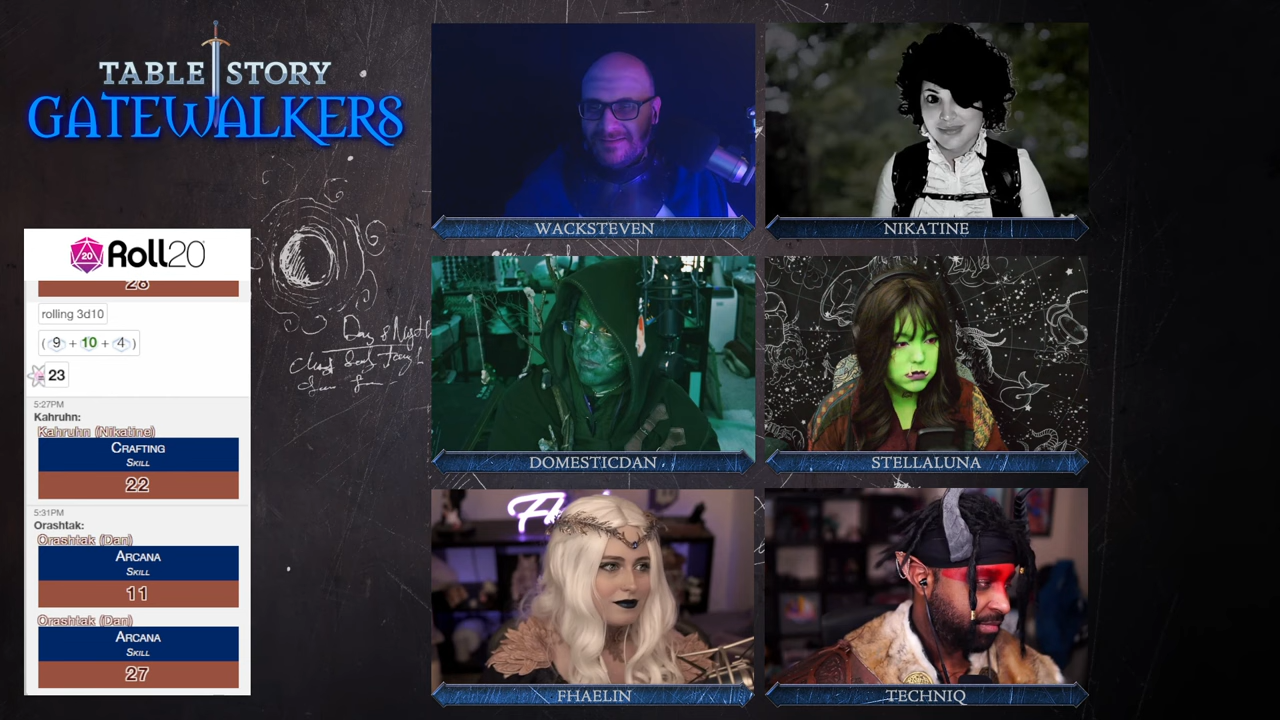 TABLE STORY
GATEWALKERS
Roll20
20
28
rolling 3d10
(9 + 10 + 4)
23
5:27PM
Kahruhn:
Kahruhn (Nikatine)
CRAFTING
SKILL
22
5:31PM
Orashtak:
Orashtak (Dan)
ARCANA
SKILL
11
Orashtak (Dan)
ARCANA
SKILL
27
WACKSTEVEN
NIKATINE
DOMESTICDAN
STELLALUNA
FHAELIN
TECHNIQ